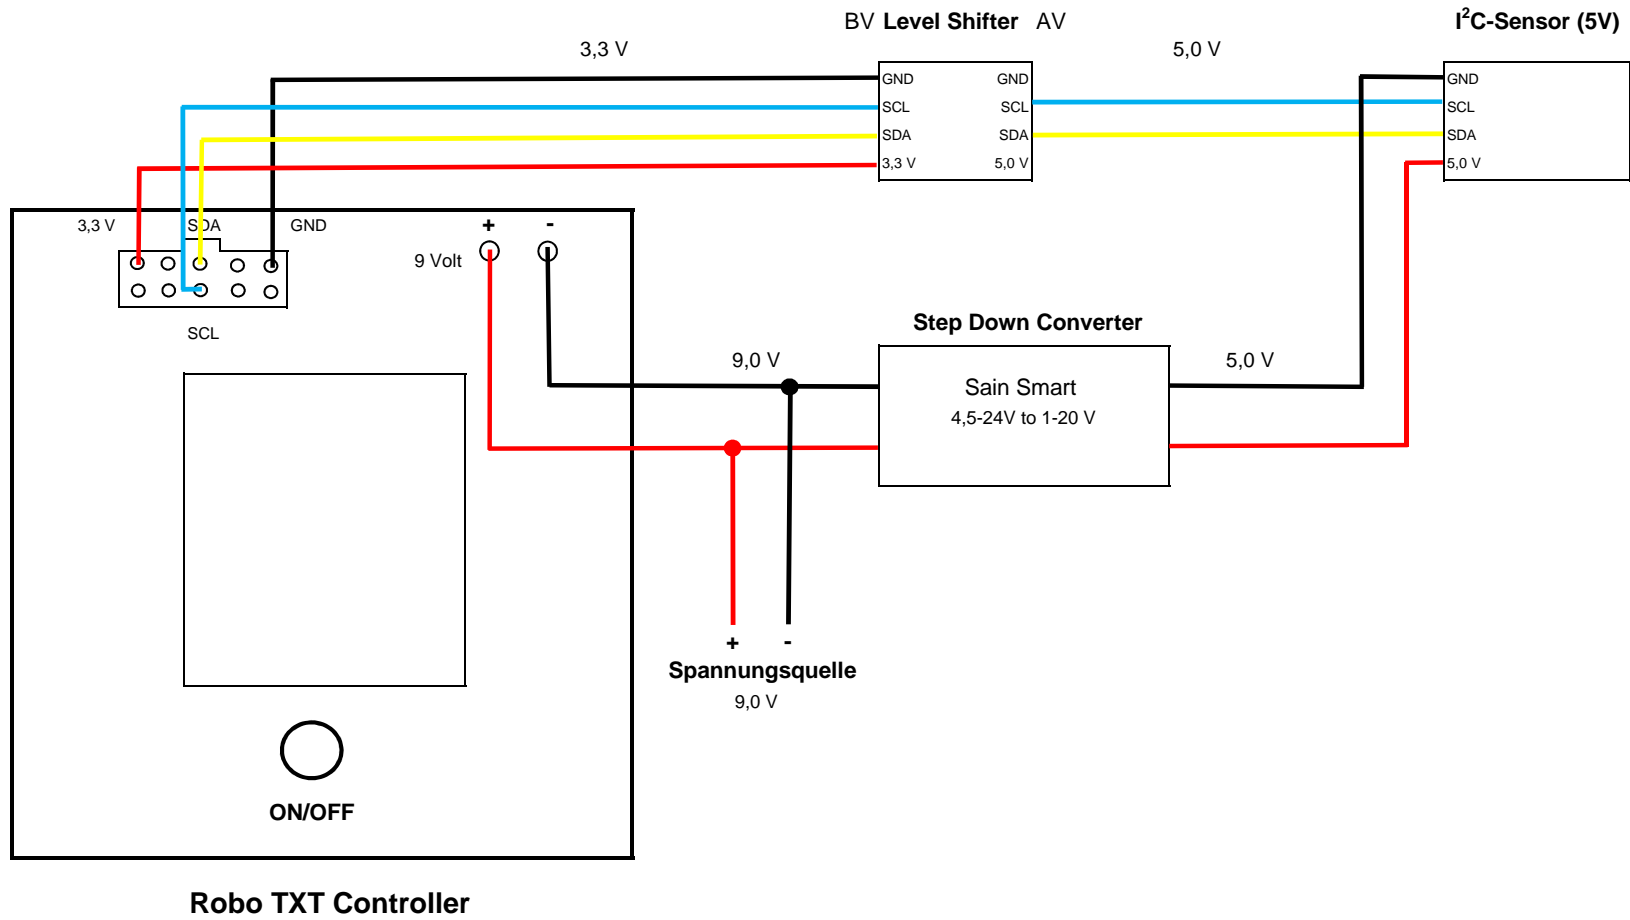 BV Level Shifter AV
I²C-Sensor (5V)
3,3 V
5,0 V
GND
GND
GND
SCL
SCL
SCL
SDA
SDA
SDA
3,3 V
5,0 V
5,0 V
3,3 V
SDA
GND
+
-
9 Volt
SCL
Step Down Converter
9,0 V
5,0 V
Sain Smart
4,5-24V to 1-20 V
+
-
Spannungsquelle
9,0 V
ON/OFF
Robo TXT Controller